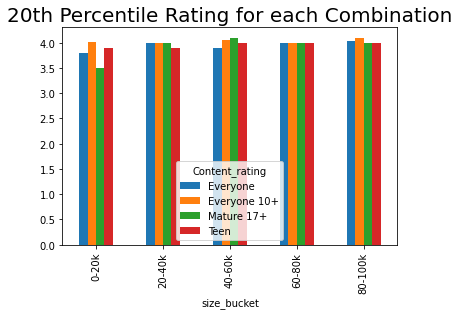 20th Percentile Rating for each Combination
4.0
3.5
3.0
2.5
2.0
1.5
1.0
0.5
0.0
Content_rating
Everyone
Everyone 10+
Mature 17+
Teen
0-20k
20-40k
40-60k
60-80k
80-100k
size_bucket